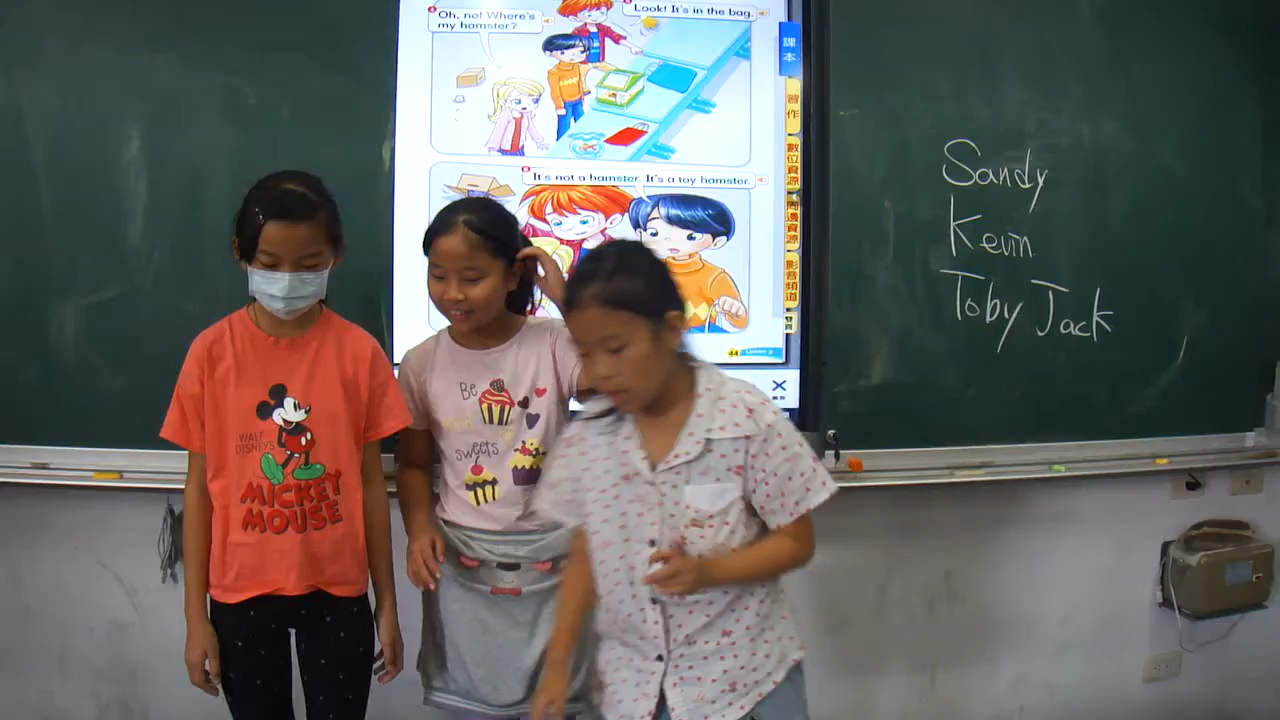 Oh, no! Where's
my hamster?
Look! It's in the bag.
It's not a hamster. It's a toy hamster.
44
課本
習作
數位資源
周邊資源
影音頻道
Sandy
Kevin
Toby Jack
WALT
DISNEY'S
MICKEY
MOUSE
Be
sweets